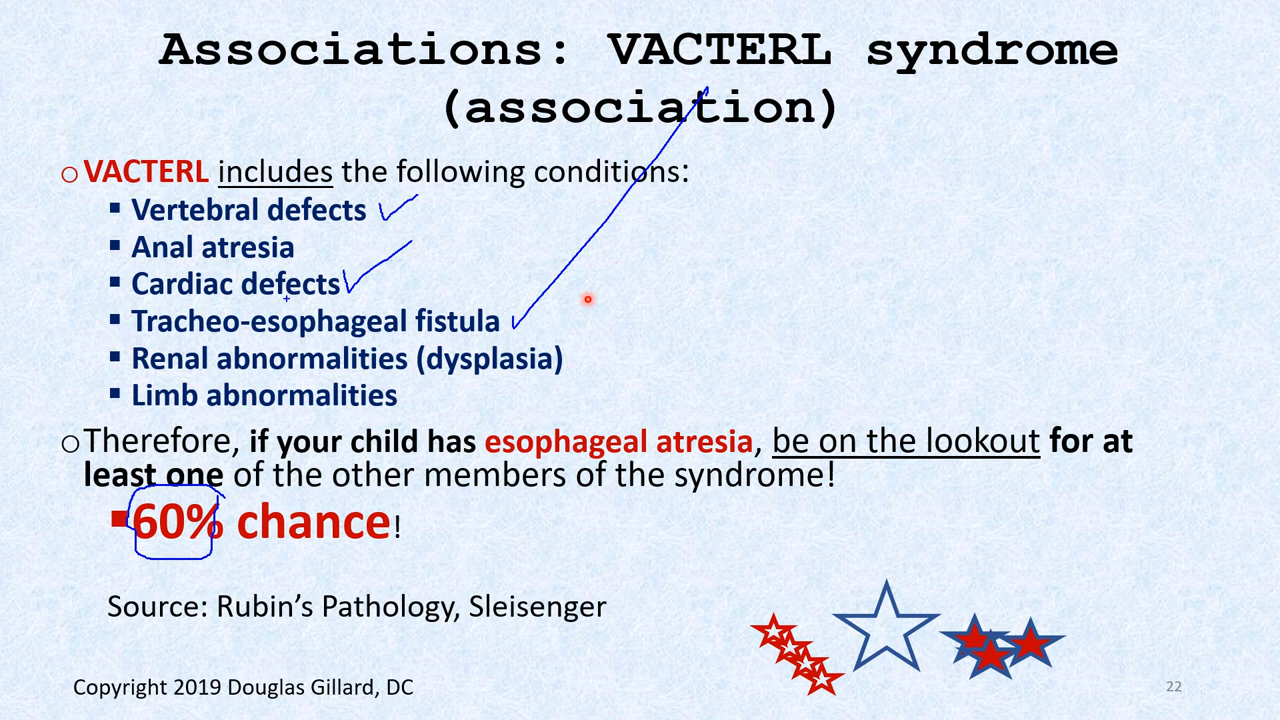 Associations: VACTERL syndrome
(association)
VACTERL includes the following conditions:
Vertebral defects
Anal atresia
Cardiac defects
Tracheo-esophageal fistula
Renal abnormalities (dysplasia)
Limb abnormalities
Therefore, if your child has esophageal atresia, be on the lookout for at
least one of the other members of the syndrome!
60% chance!
Source: Rubin's Pathology, Sleisenger
Copyright 2019 Douglas Gillard, DC
22